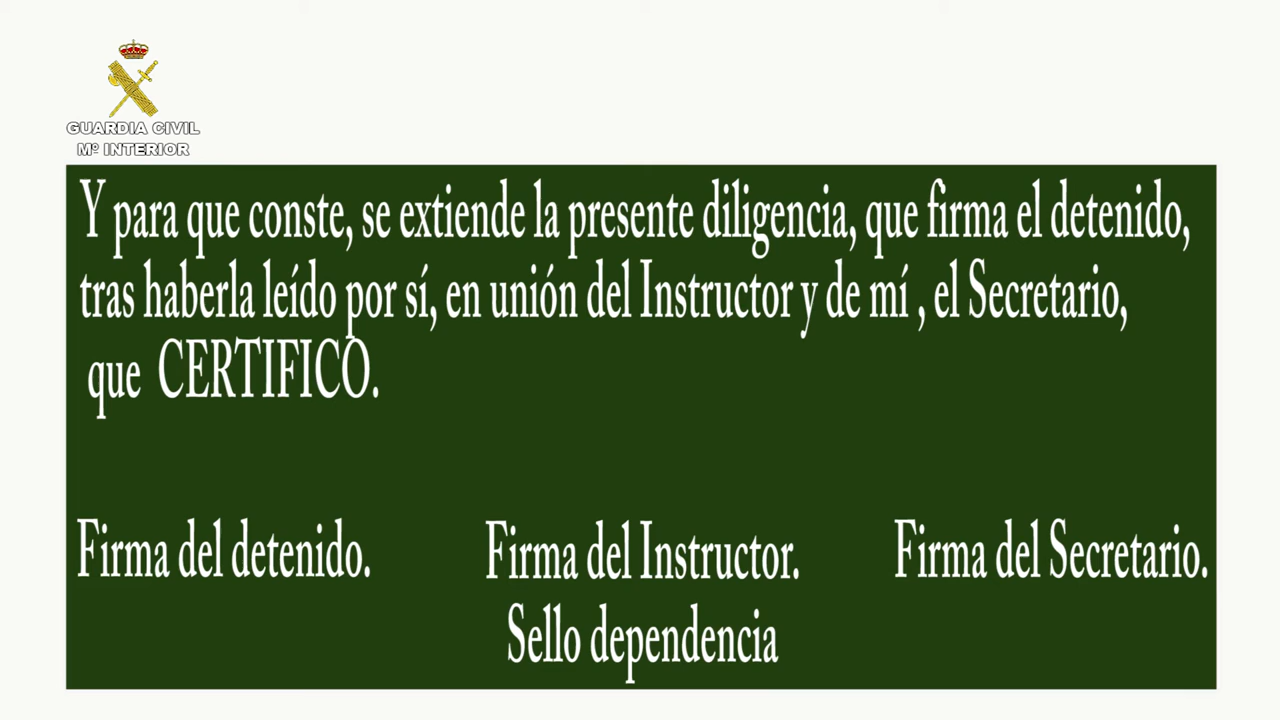 GUARDIA CIVIL
Mº INTERIOR
Y para que conste, se extiende la presente diligencia, que firma el detenido,
tras haberla leído por sí, en unión del Instructor y de mí , el Secretario,
que CERTIFICO.
Firma del detenido. Firma del Instructor. Firma del Secretario.
Sello dependencia